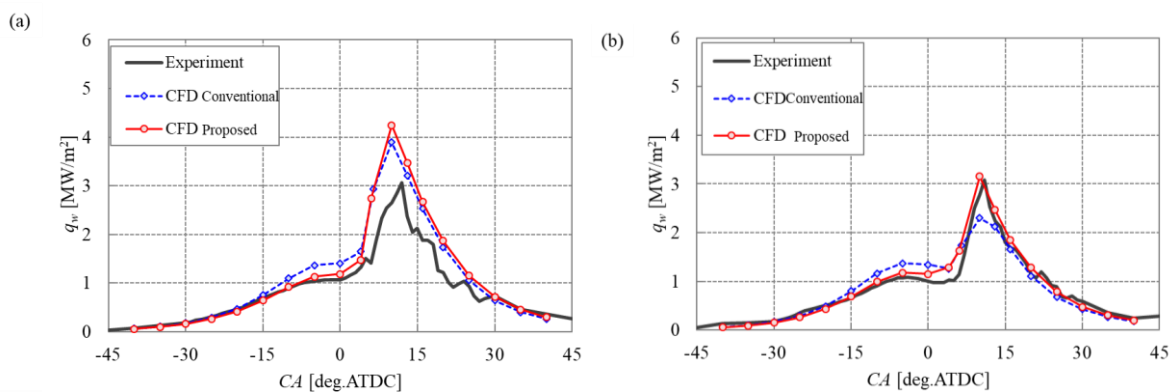 (a)
6
5
4
3
2
1
0
q_w [MW/m²]
Experiment
CFD Conventional
CFD Proposed
-45 -30 -15 0 15 30 45
CA [deg.ATDC]
(b)
6
5
4
3
2
1
0
q_w [MW/m²]
Experiment
CFDConventional
CFD Proposed
-45 -30 -15 0 15 30 45
CA [deg.ATDC]